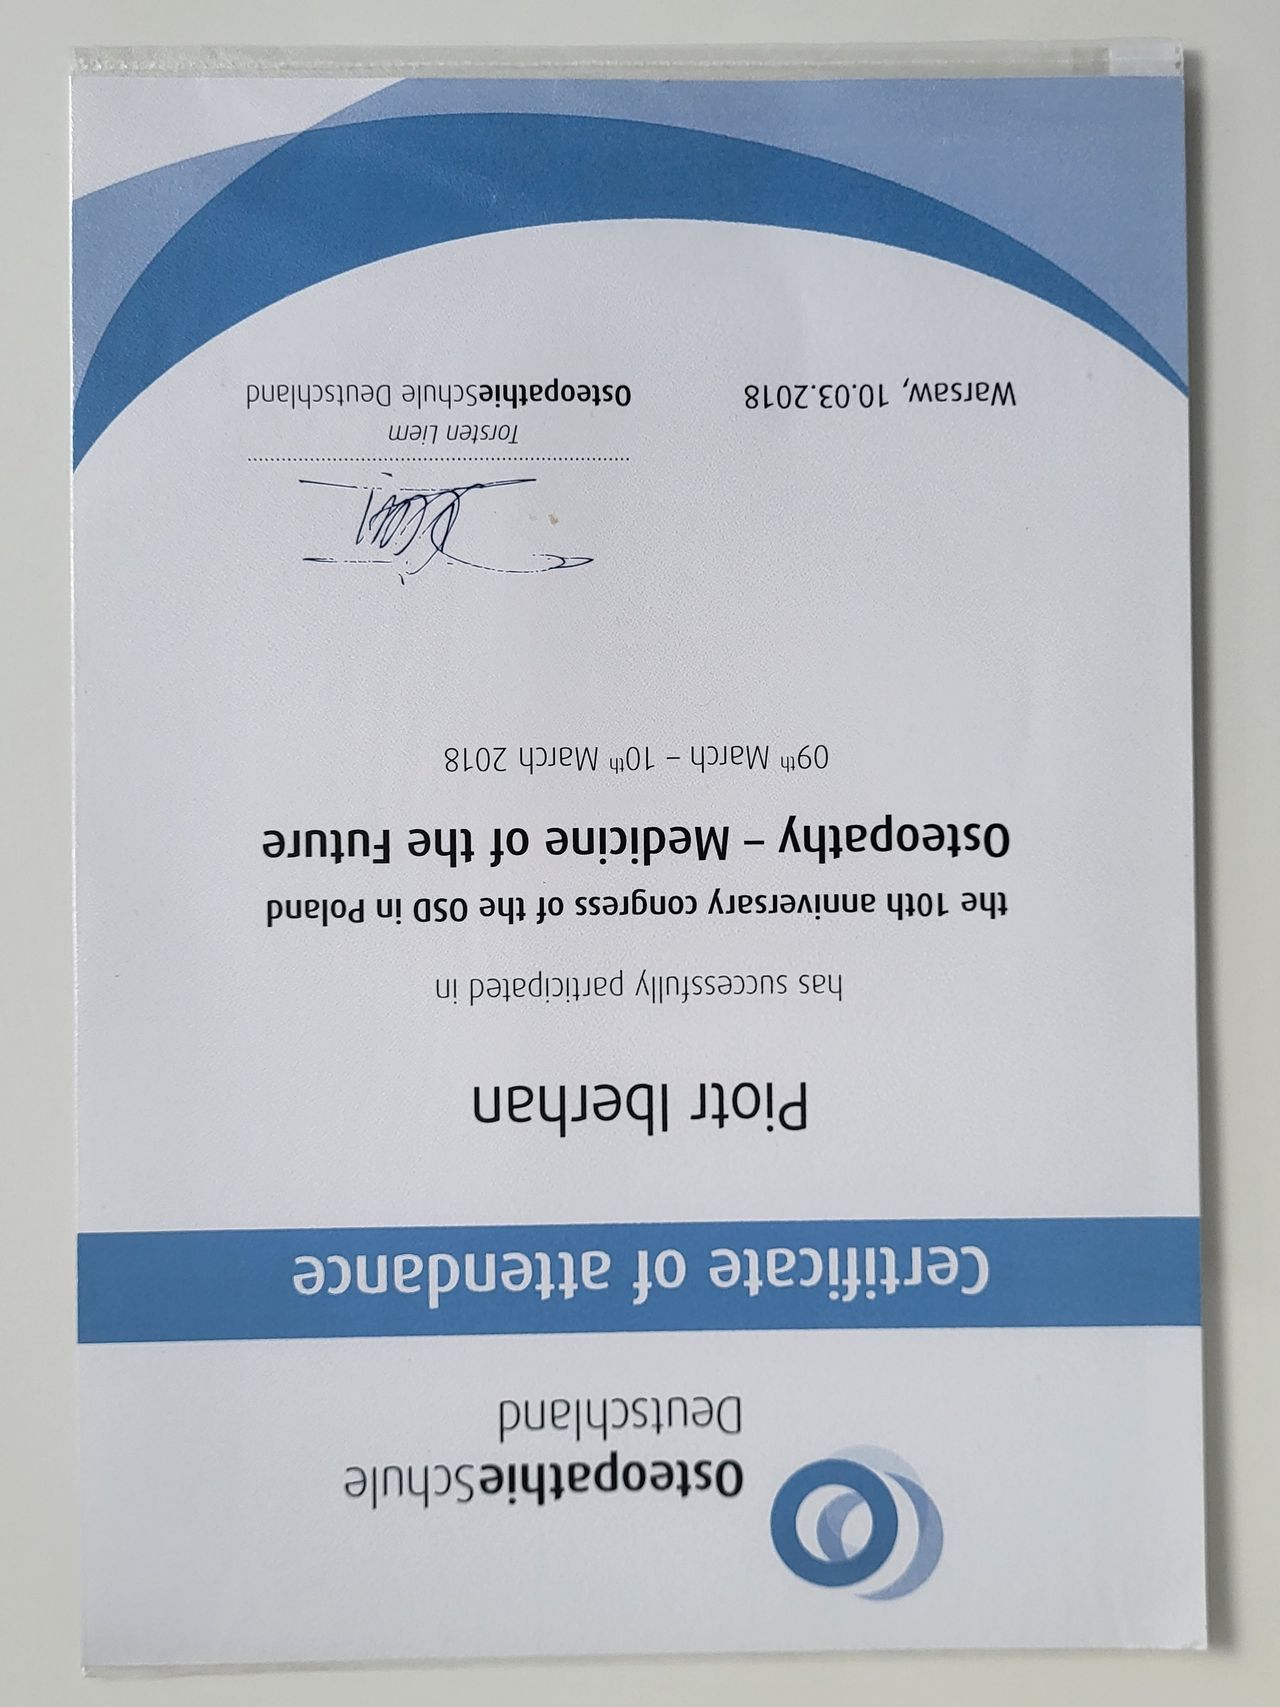 OsteopathieSchule
Deutschland
Certificate of attendance
Piotr Iberhan
has successfully participated in
the 10th anniversary congress of the OSD in Poland
Osteopathy – Medicine of the Future
09th March – 10th March 2018
Torsten Liem
Warsaw, 10.03.2018
OsteopathieSchule Deutschland